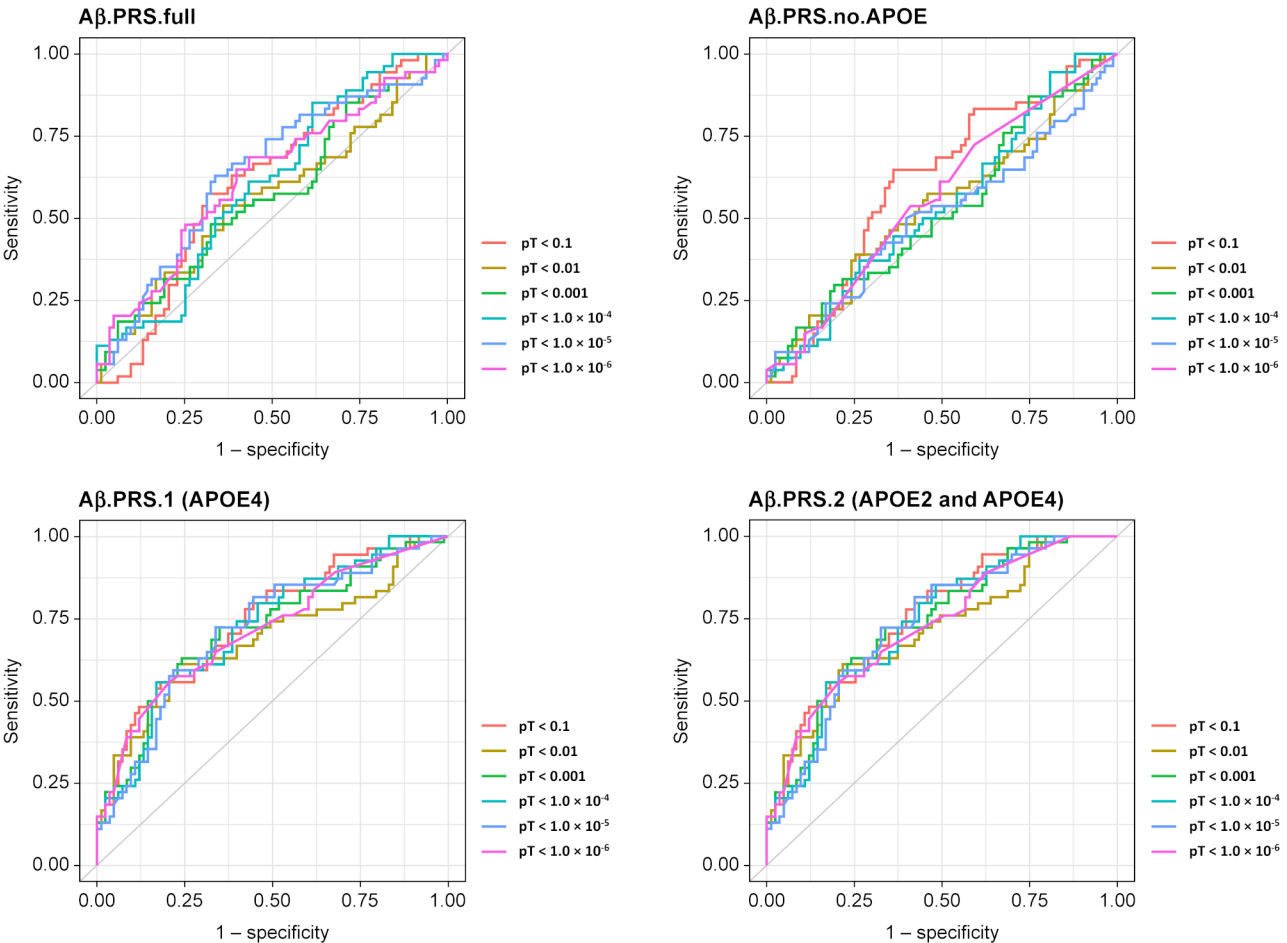 Aβ.PRS.full
Sensitivity
1.00
0.75
0.50
0.25
0.00
0.00 0.25 0.50 0.75 1.00
1 – specificity
pT < 0.1
pT < 0.01
pT < 0.001
pT < 1.0 × 10⁻⁴
pT < 1.0 × 10⁻⁵
pT < 1.0 × 10⁻⁶
Aβ.PRS.no.APOE
Sensitivity
1.00
0.75
0.50
0.25
0.00
0.00 0.25 0.50 0.75 1.00
1 – specificity
pT < 0.1
pT < 0.01
pT < 0.001
pT < 1.0 × 10⁻⁴
pT < 1.0 × 10⁻⁵
pT < 1.0 × 10⁻⁶
Aβ.PRS.1 (APOE4)
Sensitivity
1.00
0.75
0.50
0.25
0.00
0.00 0.25 0.50 0.75 1.00
1 – specificity
pT < 0.1
pT < 0.01
pT < 0.001
pT < 1.0 × 10⁻⁴
pT < 1.0 × 10⁻⁵
pT < 1.0 × 10⁻⁶
Aβ.PRS.2 (APOE2 and APOE4)
Sensitivity
1.00
0.75
0.50
0.25
0.00
0.00 0.25 0.50 0.75 1.00
1 – specificity
pT < 0.1
pT < 0.01
pT < 0.001
pT < 1.0 × 10⁻⁴
pT < 1.0 × 10⁻⁵
pT < 1.0 × 10⁻⁶